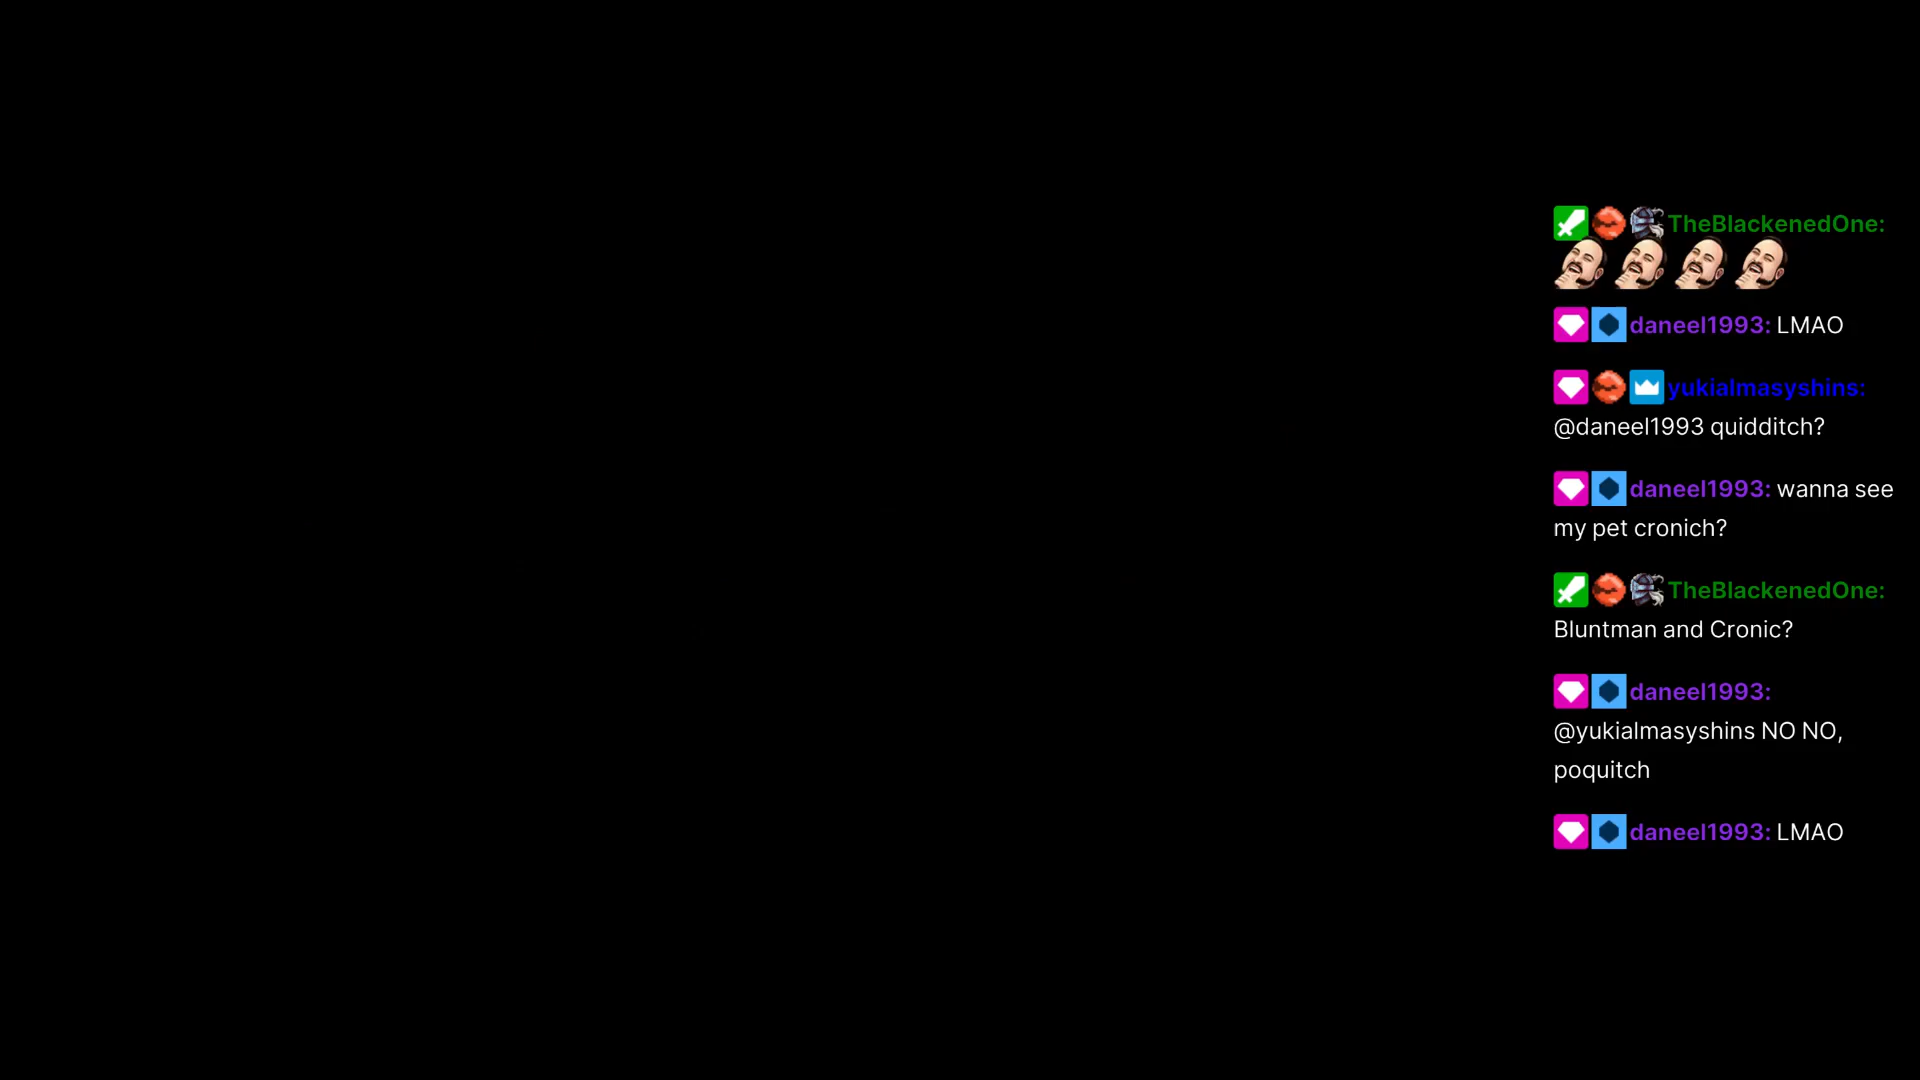 TheBlackenedOne:
daneel1993: LMAO
yukialmasyshins:
@daneel1993 quidditch?
daneel1993: wanna see
my pet cronich?
TheBlackenedOne:
Bluntman and Cronic?
daneel1993:
@yukialmasyshins NO NO,
poquitch
daneel1993: LMAO